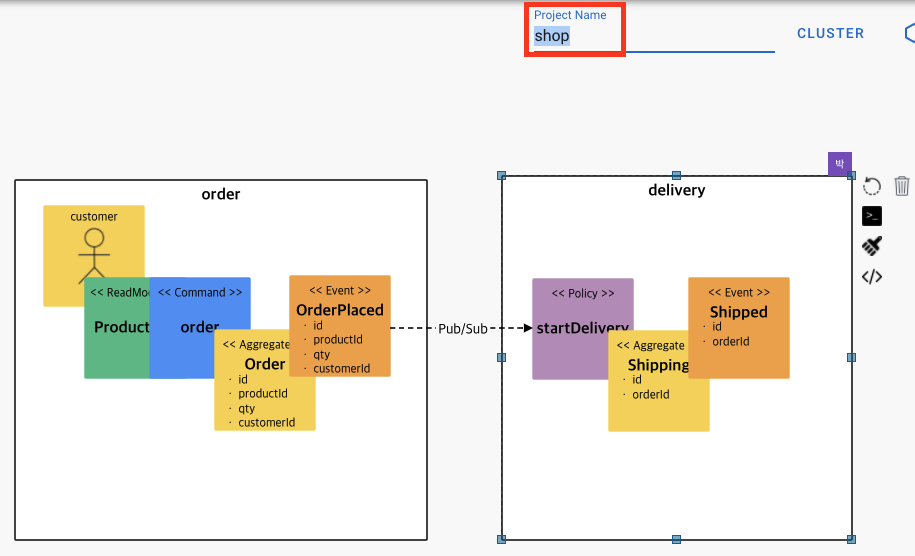 Project Name
shop
CLUSTER
박
order
customer
<< ReadMo
Product
<< Command >>
order
<< Aggregate
Order
· id
· productId
· qty
· customerId
<< Event >>
OrderPlaced
· id
· productId
· qty
· customerId
Pub/Sub
delivery
<< Policy >>
startDelivery
<< Aggregate
Shipping
· id
· orderId
<< Event >>
Shipped
· id
· orderId
>_
</>